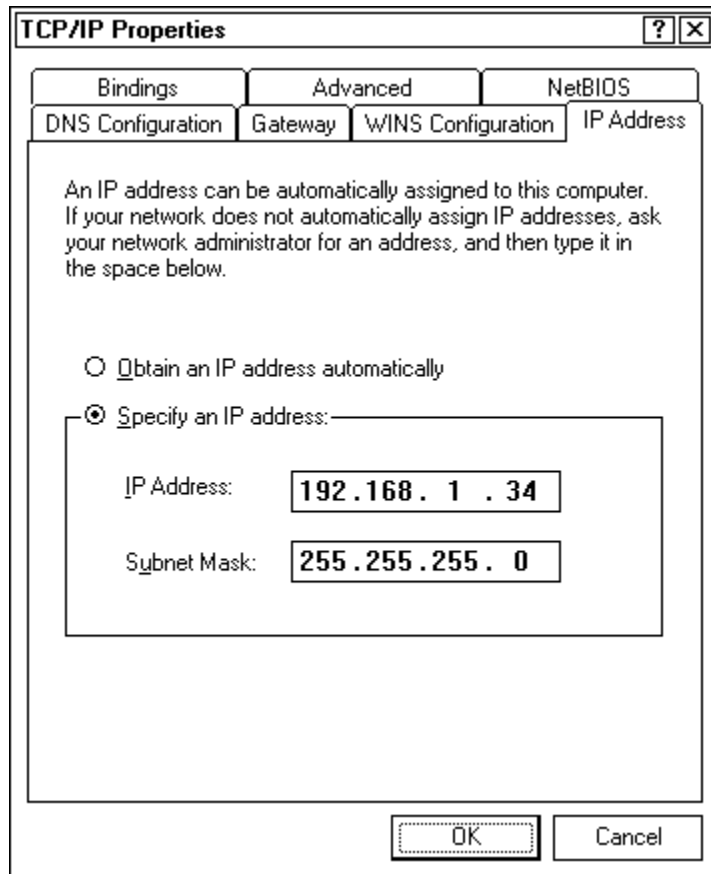 TCP/IP Properties ? X
Bindings Advanced NetBIOS
DNS Configuration Gateway WINS Configuration IP Address
An IP address can be automatically assigned to this computer.
If your network does not automatically assign IP addresses, ask
your network administrator for an address, and then type it in
the space below.
Obtain an IP address automatically
Specify an IP address:
IP Address: 192.168. 1 . 34
Subnet Mask: 255.255.255. 0
OK Cancel